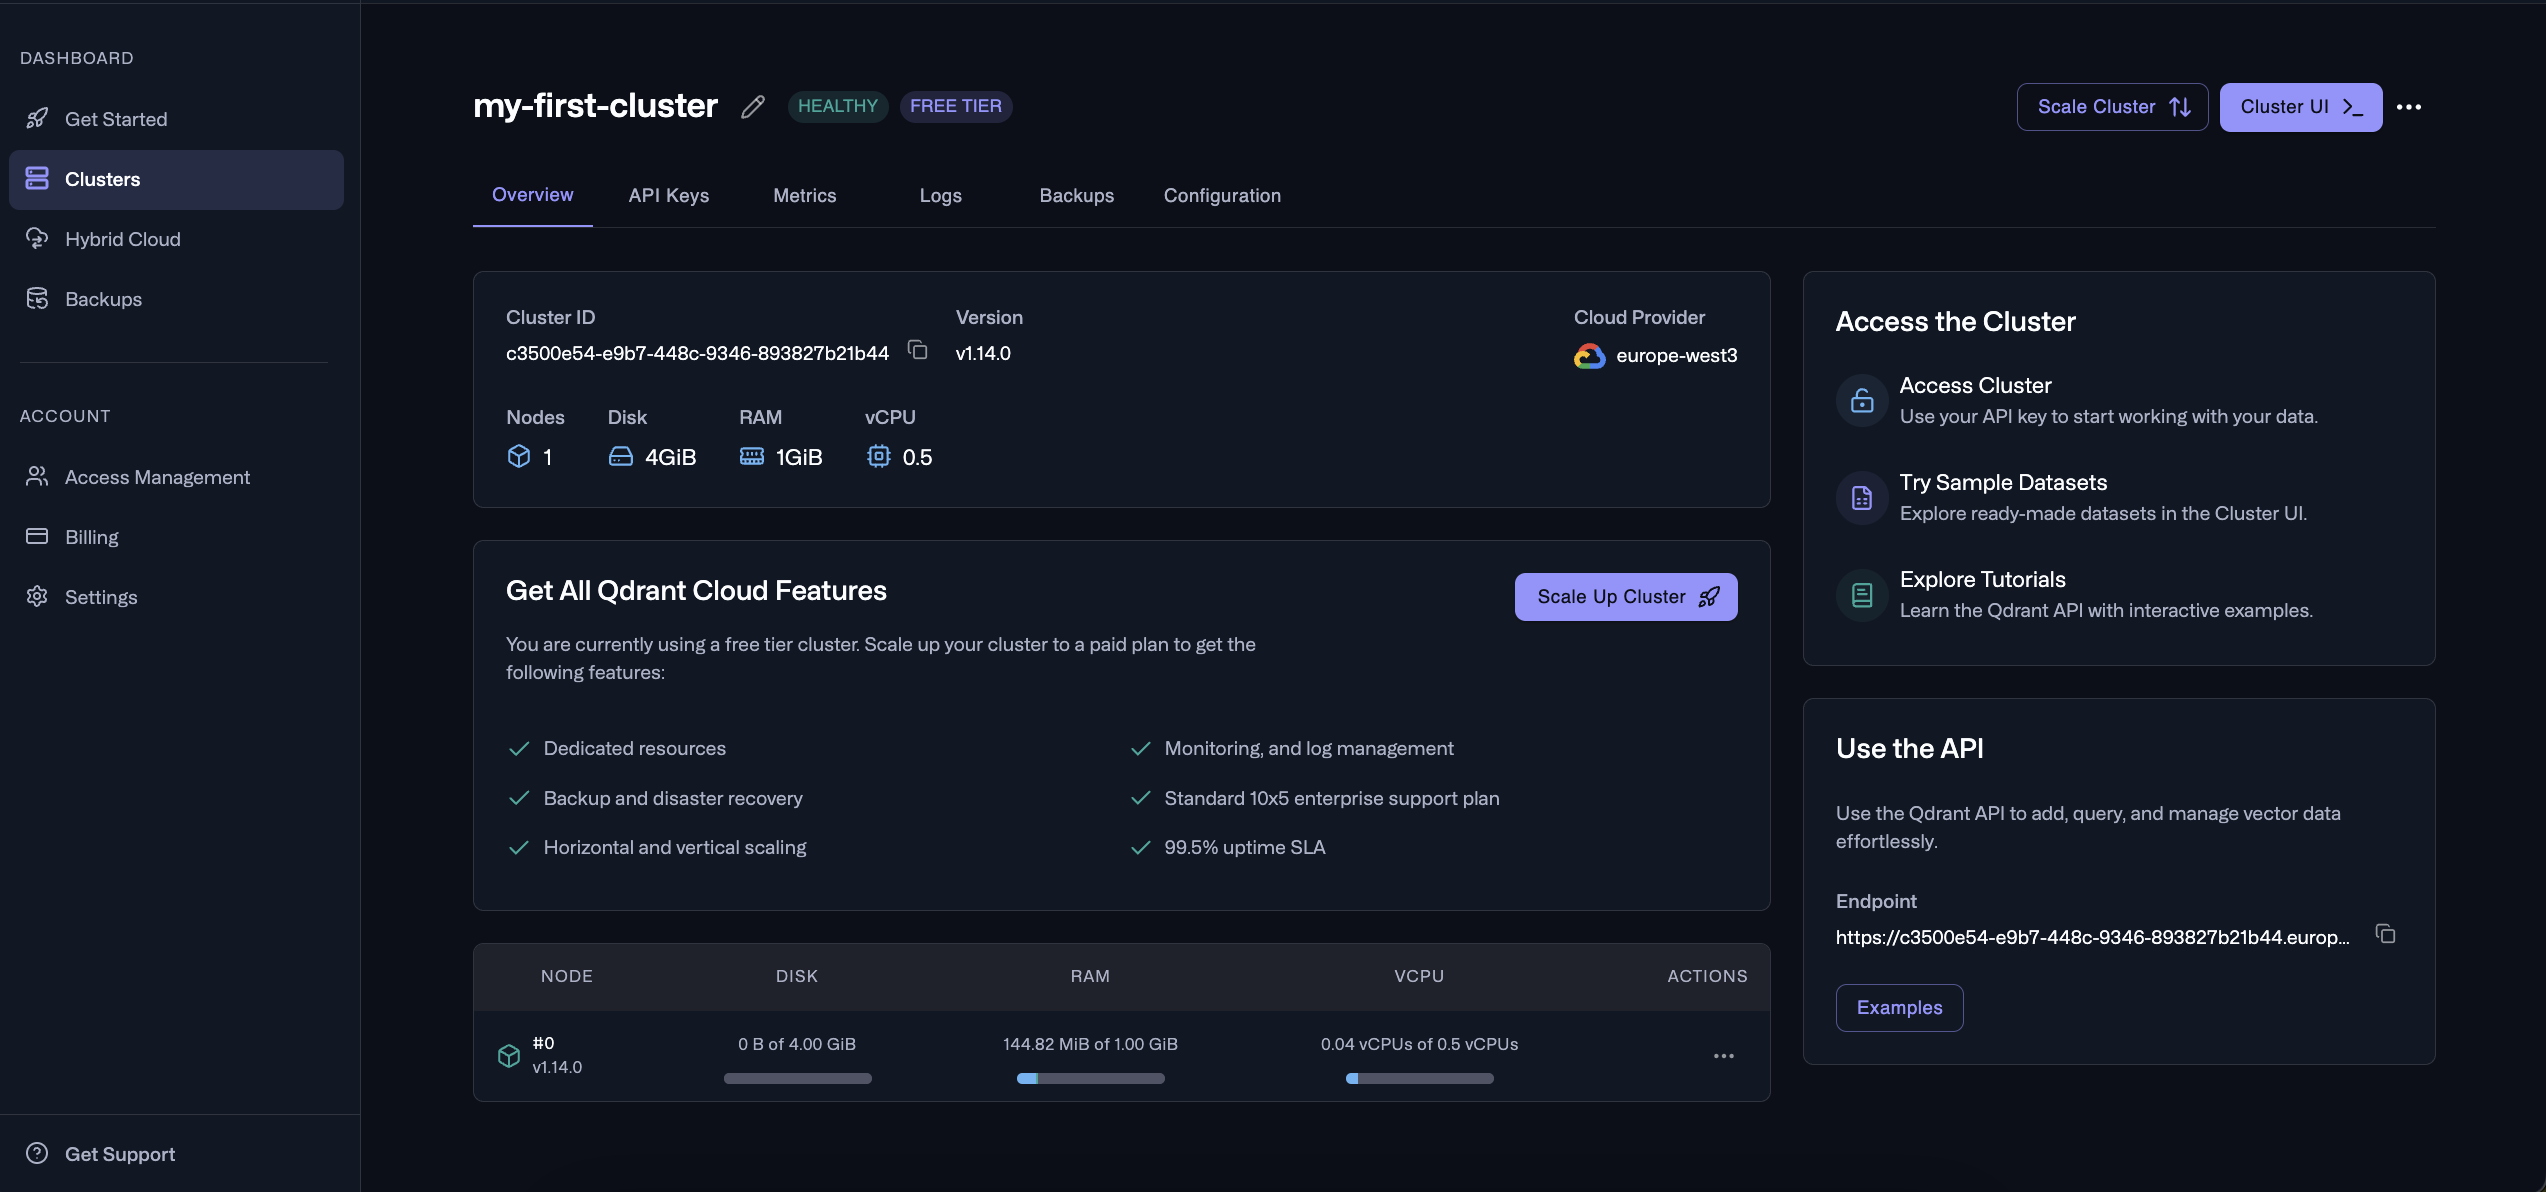 DASHBOARD
Get Started
Clusters
Hybrid Cloud
Backups
ACCOUNT
Access Management
Billing
Settings
Get Support
my-first-cluster
HEALTHY
FREE TIER
Scale Cluster
Cluster UI
Overview
API Keys
Metrics
Logs
Backups
Configuration
Cluster ID
c3500e54-e9b7-448c-9346-893827b21b44
Version
v1.14.0
Cloud Provider
europe-west3
Nodes
1
Disk
4GiB
RAM
1GiB
vCPU
0.5
Get All Qdrant Cloud Features
Scale Up Cluster
You are currently using a free tier cluster. Scale up your cluster to a paid plan to get the
following features:
Dedicated resources
Backup and disaster recovery
Horizontal and vertical scaling
Monitoring, and log management
Standard 10x5 enterprise support plan
99.5% uptime SLA
NODE DISK RAM VCPU ACTIONS
#0
v1.14.0
0 B of 4.00 GiB
144.82 MiB of 1.00 GiB
0.04 vCPUs of 0.5 vCPUs
Access the Cluster
Access Cluster
Use your API key to start working with your data.
Try Sample Datasets
Explore ready-made datasets in the Cluster UI.
Explore Tutorials
Learn the Qdrant API with interactive examples.
Use the API
Use the Qdrant API to add, query, and manage vector data
effortlessly.
Endpoint
https://c3500e54-e9b7-448c-9346-893827b21b44.europ...
Examples